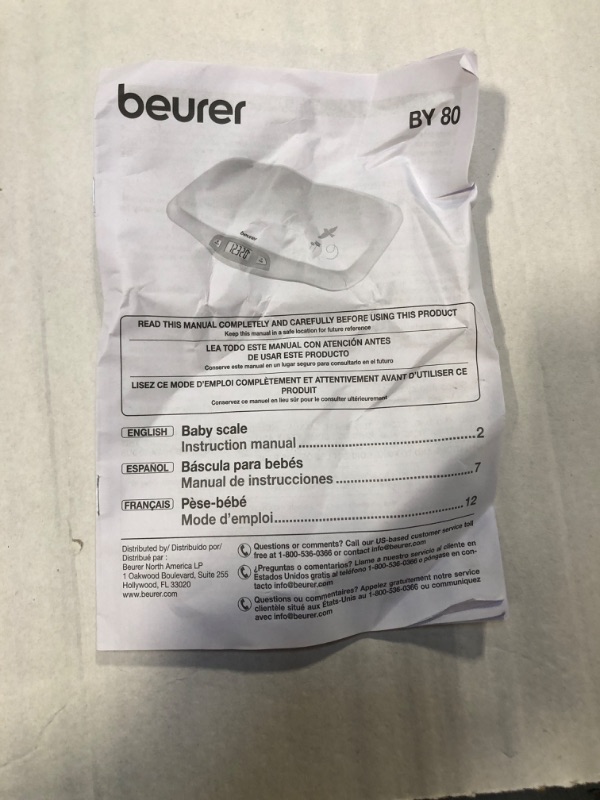 beurer
BY 80
beurer
READ THIS MANUAL COMPLETELY AND CAREFULLY BEFORE USING THIS PRODUCT
Keep this manual in a safe location for future reference
LEA TODO ESTE MANUAL CON ATENCIÓN ANTES
DE USAR ESTE PRODUCTO
Conserve este manual en un lugar seguro para consultarlo en el futuro
LISEZ CE MODE D'EMPLOI COMPLÈTEMENT ET ATTENTIVEMENT AVANT D'UTILISER CE
PRODUIT
Conservez ce manuel en lieu sûr pour le consulter ultérieurement
ENGLISH Baby scale
Instruction manual ................................................2
ESPAÑOL Báscula para bebés
Manual de instrucciones .....................................7
FRANÇAIS Pèse-bébé
Mode d'emploi....................................................12
Distributed by/ Distribuido por/
Distribué par :
Beurer North America LP
1 Oakwood Boulevard, Suite 255
Hollywood, FL 33020
www.beurer.com
Questions or comments? Call our US-based customer service toll
free at 1-800-536-0366 or contact info@beurer.com
¿Preguntas o comentarios? Llame a nuestro servicio al cliente en
Estados Unidos gratis al teléfono 1-800-536-0366 o póngase en con-
tacto info@beurer.com
Questions ou commentaires? Appelez gratuitement notre service
clientèle situé aux États-Unis au 1-800-536-0366 ou communiquez
avec info@beurer.com